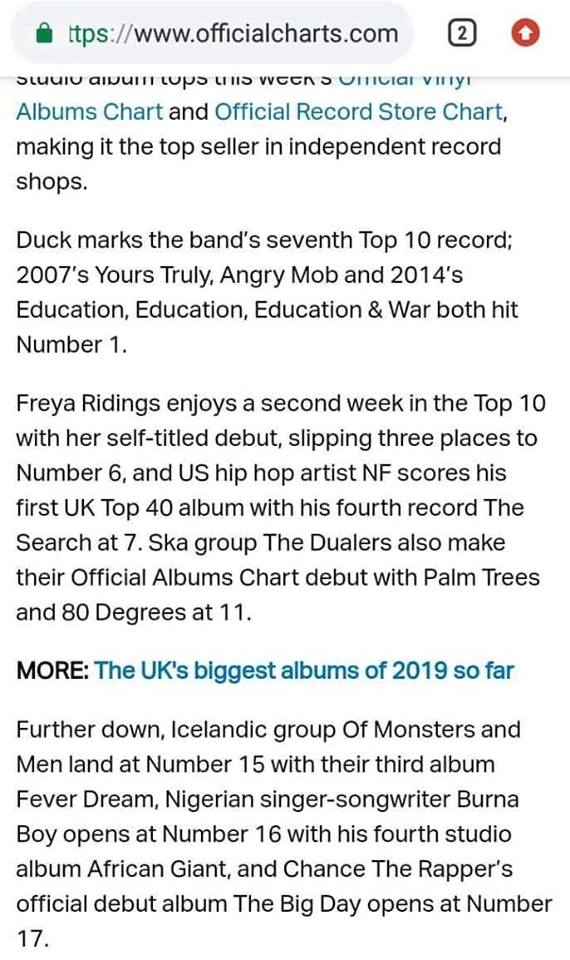 ttps://www.officialcharts.com 2
studio album tops this week's Official Vinyl
Albums Chart and Official Record Store Chart,
making it the top seller in independent record
shops.
Duck marks the band's seventh Top 10 record;
2007's Yours Truly, Angry Mob and 2014's
Education, Education, Education & War both hit
Number 1.
Freya Ridings enjoys a second week in the Top 10
with her self-titled debut, slipping three places to
Number 6, and US hip hop artist NF scores his
first UK Top 40 album with his fourth record The
Search at 7. Ska group The Dualers also make
their Official Albums Chart debut with Palm Trees
and 80 Degrees at 11.
MORE: The UK's biggest albums of 2019 so far
Further down, Icelandic group Of Monsters and
Men land at Number 15 with their third album
Fever Dream, Nigerian singer-songwriter Burna
Boy opens at Number 16 with his fourth studio
album African Giant, and Chance The Rapper's
official debut album The Big Day opens at Number
17.